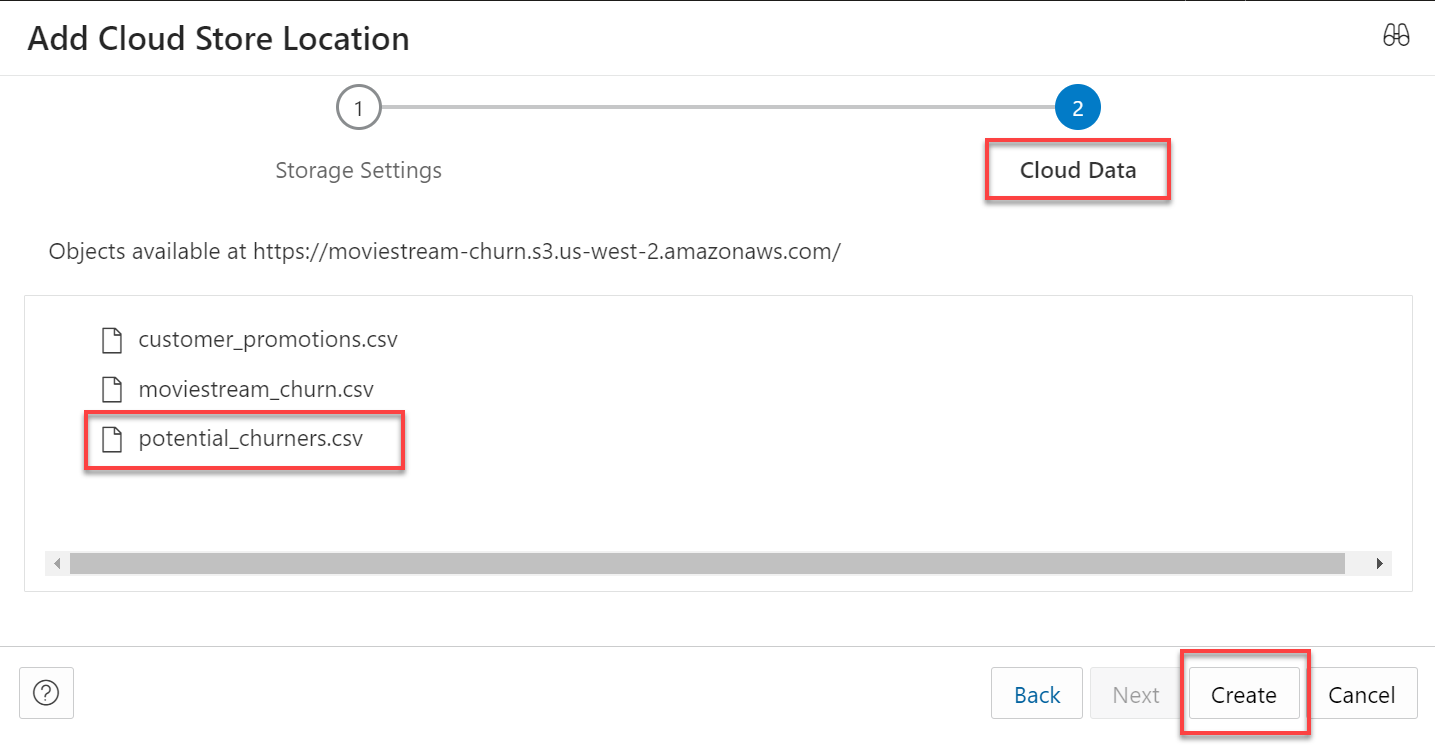 Add Cloud Store Location
1
2
Storage Settings
Cloud Data
Objects available at https://moviestream-churn.s3.us-west-2.amazonaws.com/
customer_promotions.csv
moviestream_churn.csv
potential_churners.csv
?
Back
Next
Create
Cancel